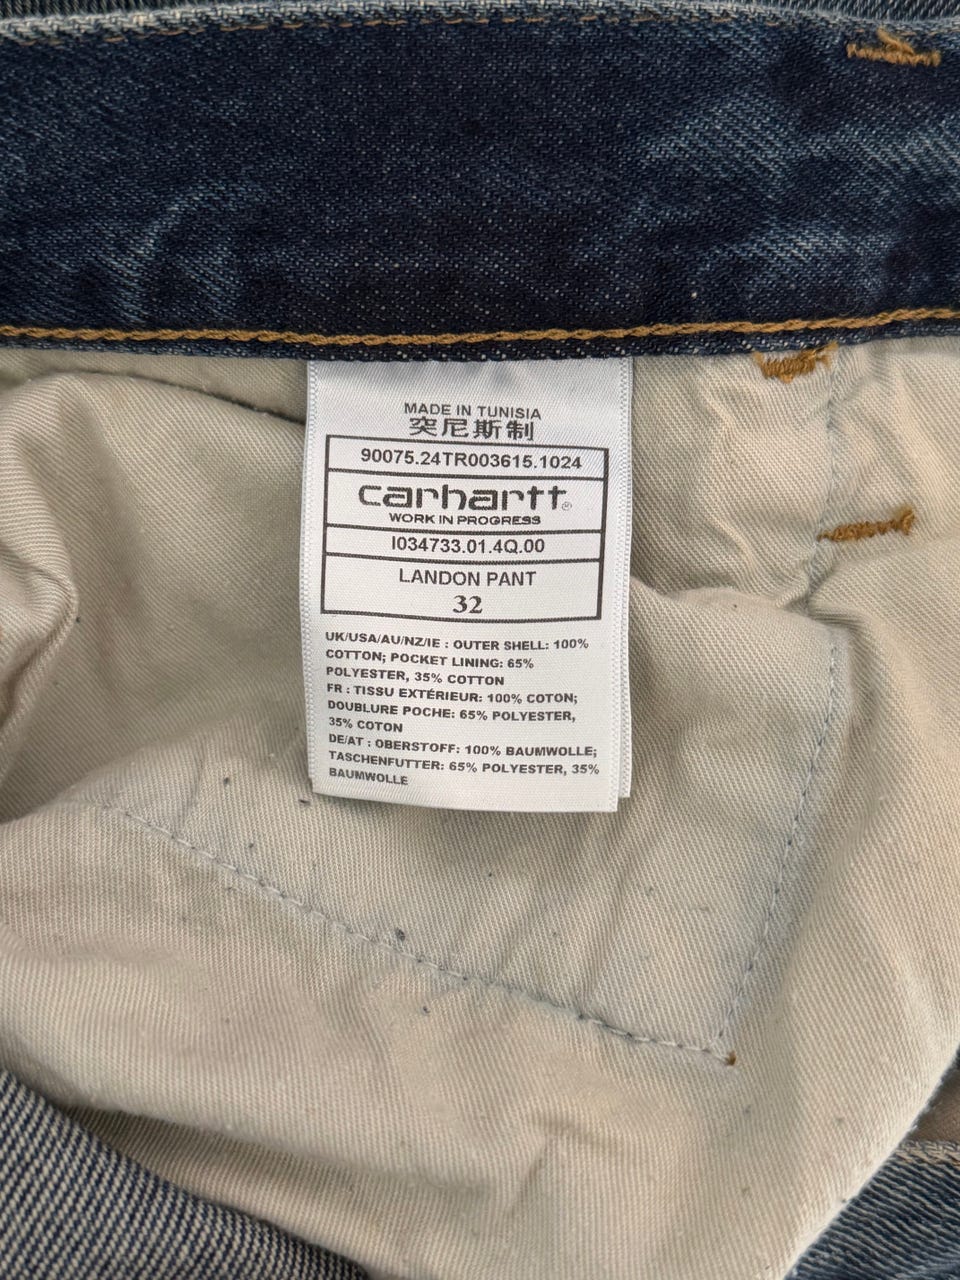 MADE IN TUNISIA
突尼斯制
90075.24TR003615.1024
carhartt®
WORK IN PROGRESS
I034733.01.4Q.00
LANDON PANT
32
UK/USA/AU/NZ/IE : OUTER SHELL: 100%
COTTON; POCKET LINING: 65%
POLYESTER, 35% COTTON
FR : TISSU EXTÉRIEUR: 100% COTON;
DOUBLURE POCHE: 65% POLYESTER,
35% COTON
DE/AT : OBERSTOFF: 100% BAUMWOLLE;
TASCHENFUTTER: 65% POLYESTER, 35%
BAUMWOLLE